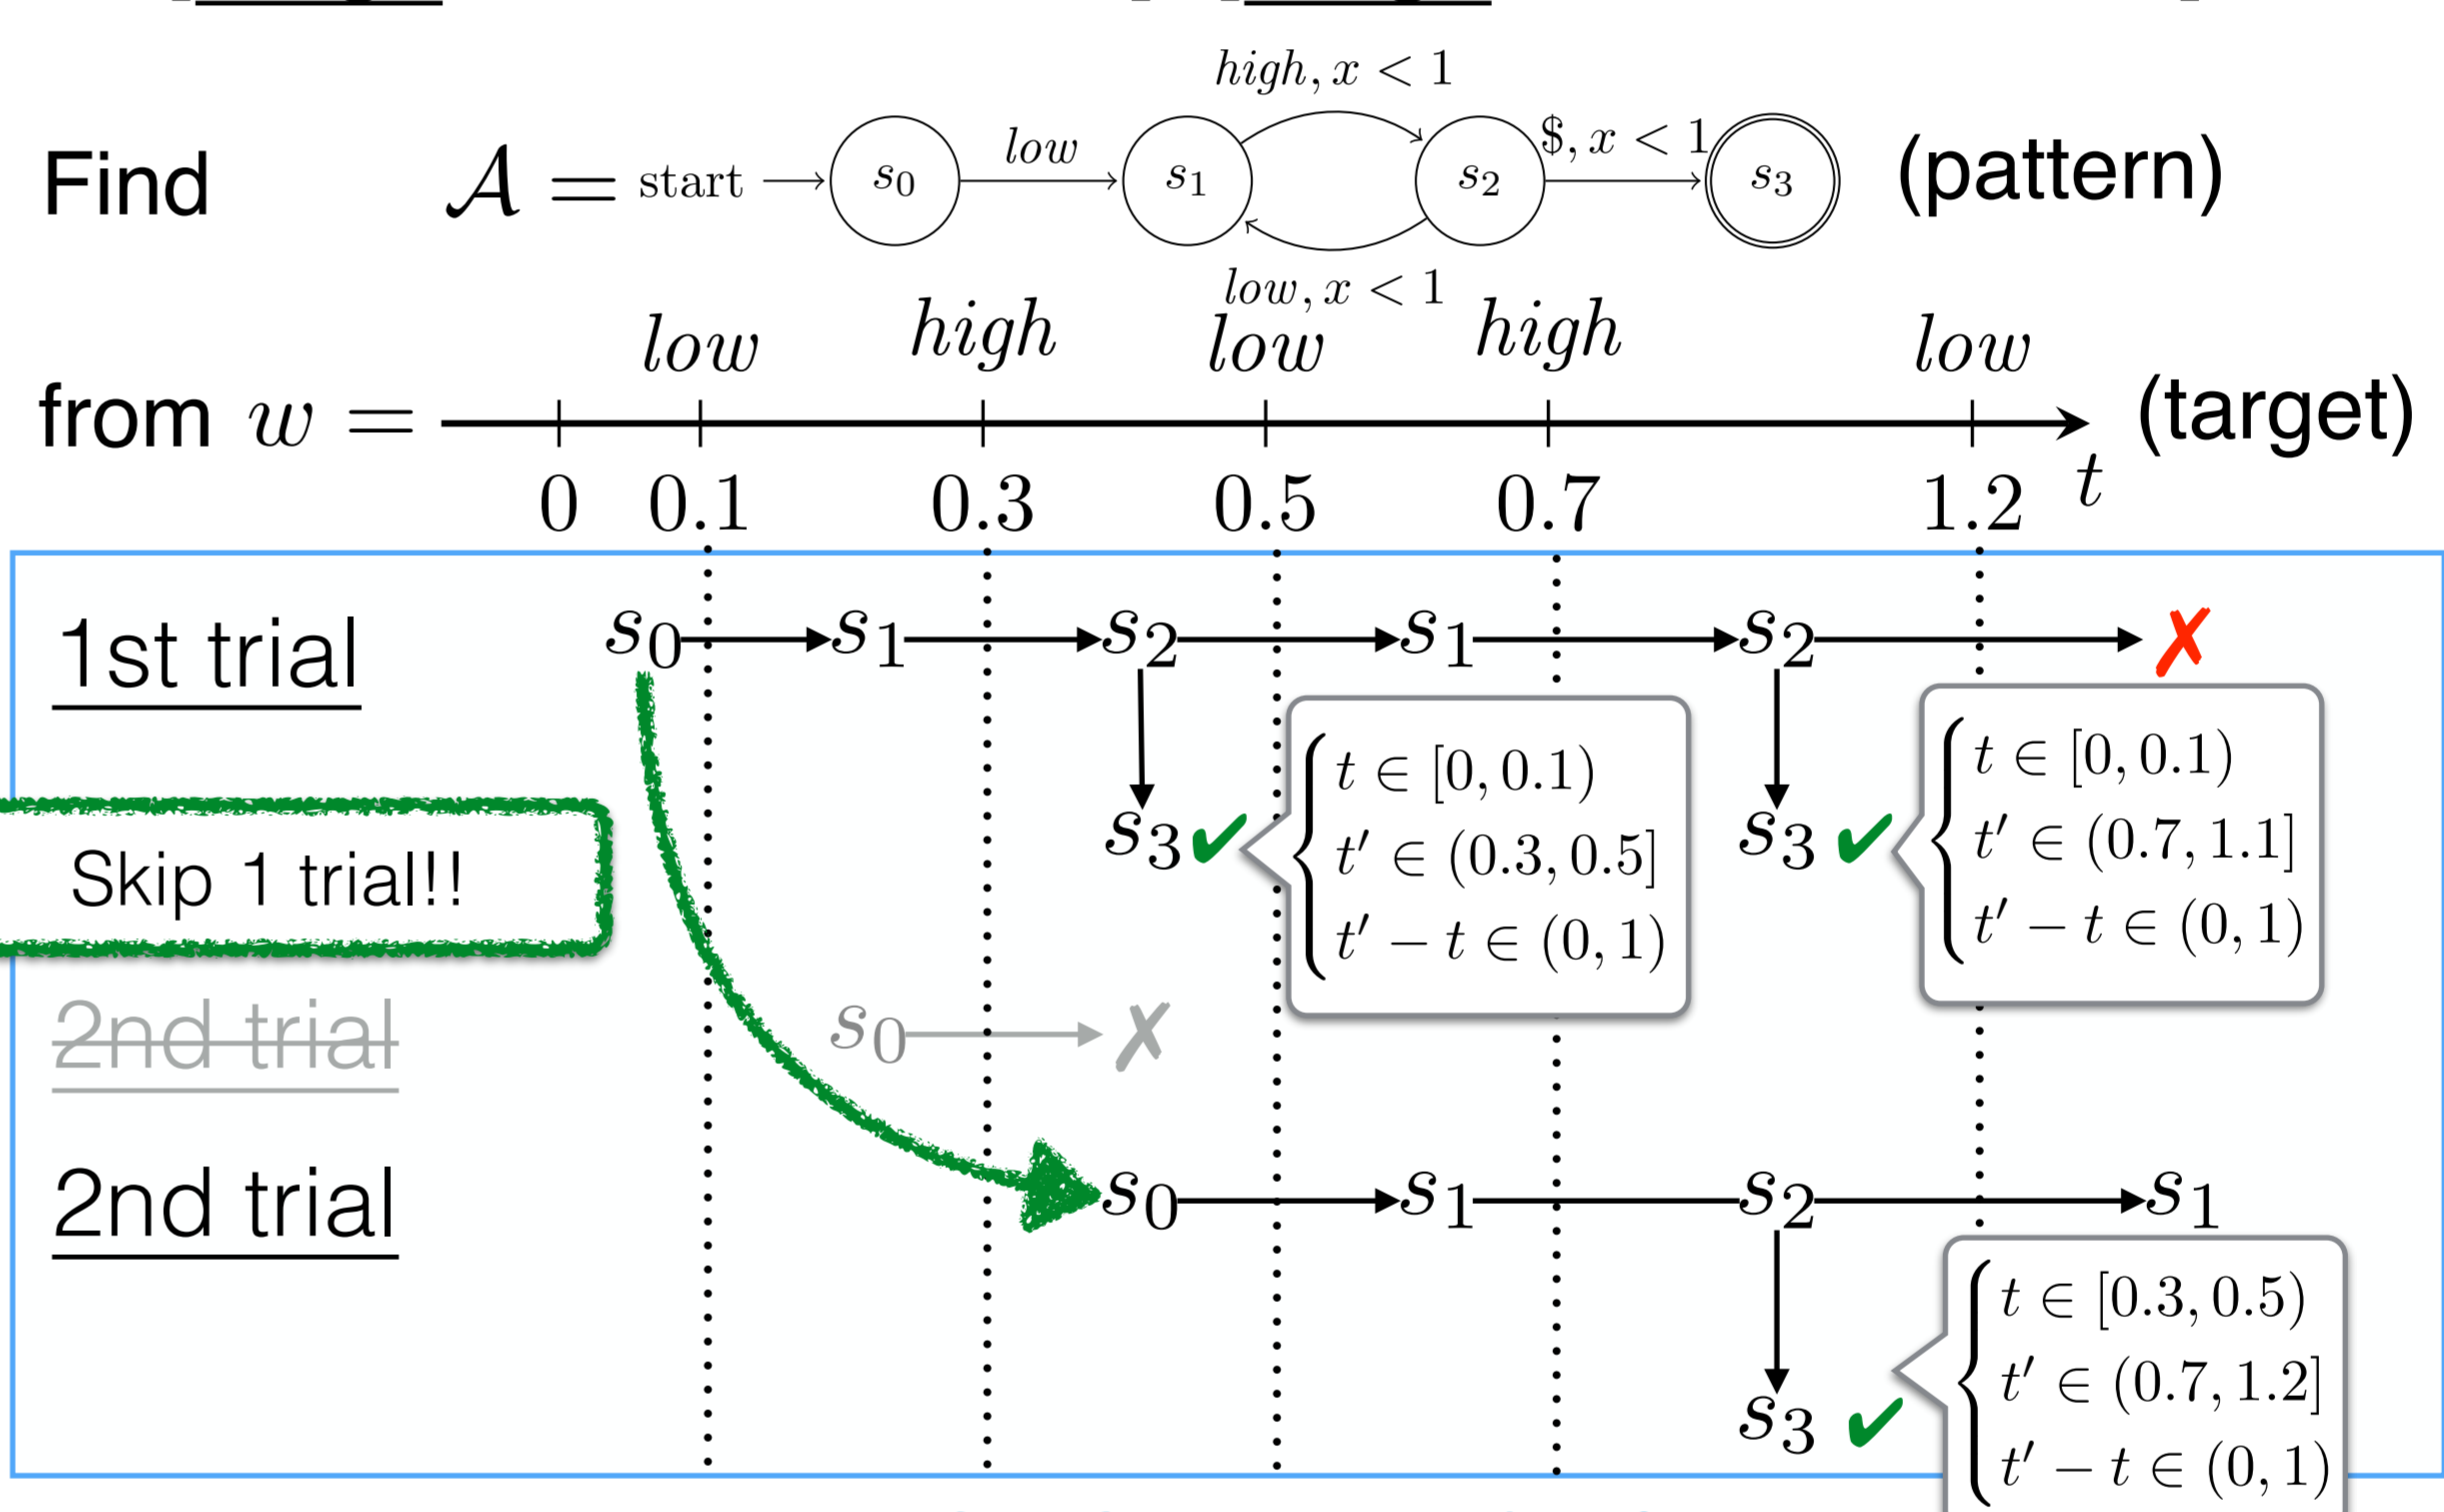 high, x < 1
Find 𝒜 = start s₀ low s₁ s₂ $, x < 1 s₃ (pattern)
low, x < 1
low high low high low
from w = (target)
0 0.1 0.3 0.5 0.7 1.2 t
1st trial s₀ s₁ s₂ s₁ s₂ ✗
s₃ ✔ t ∈ [0, 0.1)
t′ ∈ (0.3, 0.5]
t′ − t ∈ (0, 1)
s₃ ✔ t ∈ [0, 0.1)
t′ ∈ (0.7, 1.1]
t′ − t ∈ (0, 1)
Skip 1 trial!!
2nd trial s₀ ✗
2nd trial s₀ s₁ s₂ s₁
s₃ ✔ t ∈ [0.3, 0.5)
t′ ∈ (0.7, 1.2]
t′ − t ∈ (0, 1)